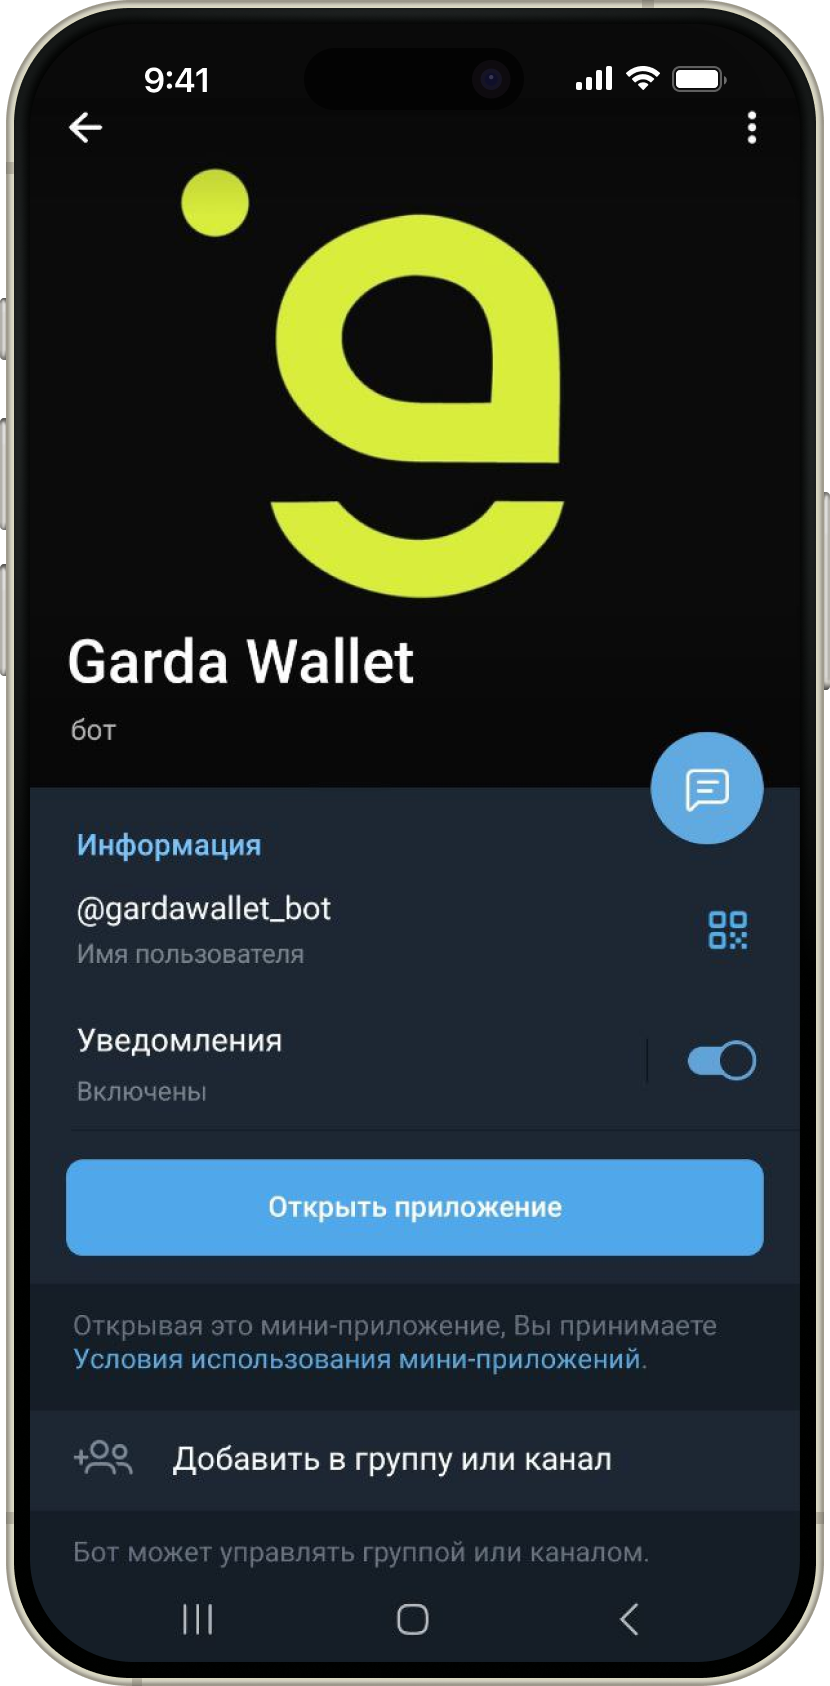 9:41
Garda Wallet
бот
Информация
@gardawallet_bot
Имя пользователя
Уведомления
Включены
Открыть приложение
Открывая это мини-приложение, Вы принимаете
Условия использования мини-приложений.
Добавить в группу или канал
Бот может управлять группой или каналом.